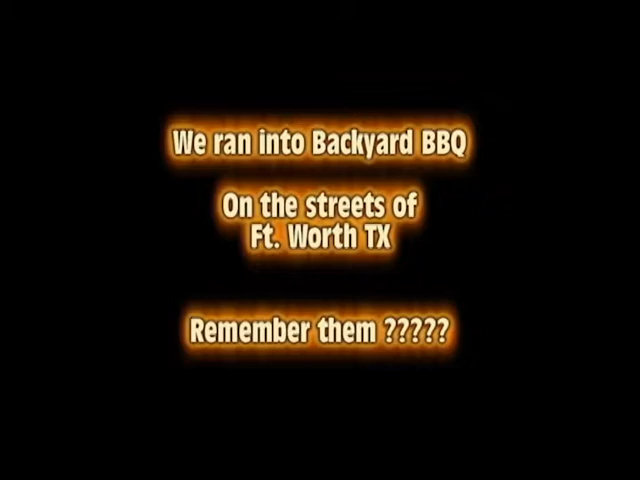 We ran into Backyard BBQ
On the streets of
Ft. Worth TX
Remember them ?????